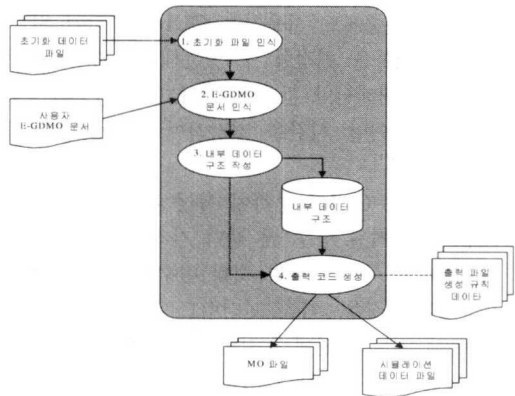 초기화 데이터
파일
1. 초기화 파일 인식
2. E-GDMO
문서 인식
사용자
E-GDMO 문서
3. 내부 데이터
구조 작성
내부 데이터
구조
4. 출력 코드 생성
출력 파일
생성 규칙
데이타
MO 파일
시뮬레이션
데이터 파일